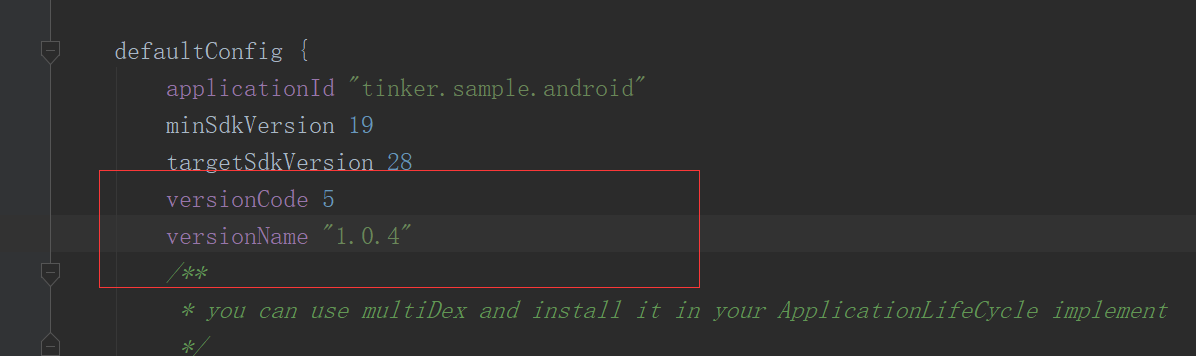 defaultConfig {
applicationId "tinker.sample.android"
minSdkVersion 19
targetSdkVersion 28
versionCode 5
versionName "1.0.4"
/**
* you can use multiDex and install it in your ApplicationLifeCycle implement
*/